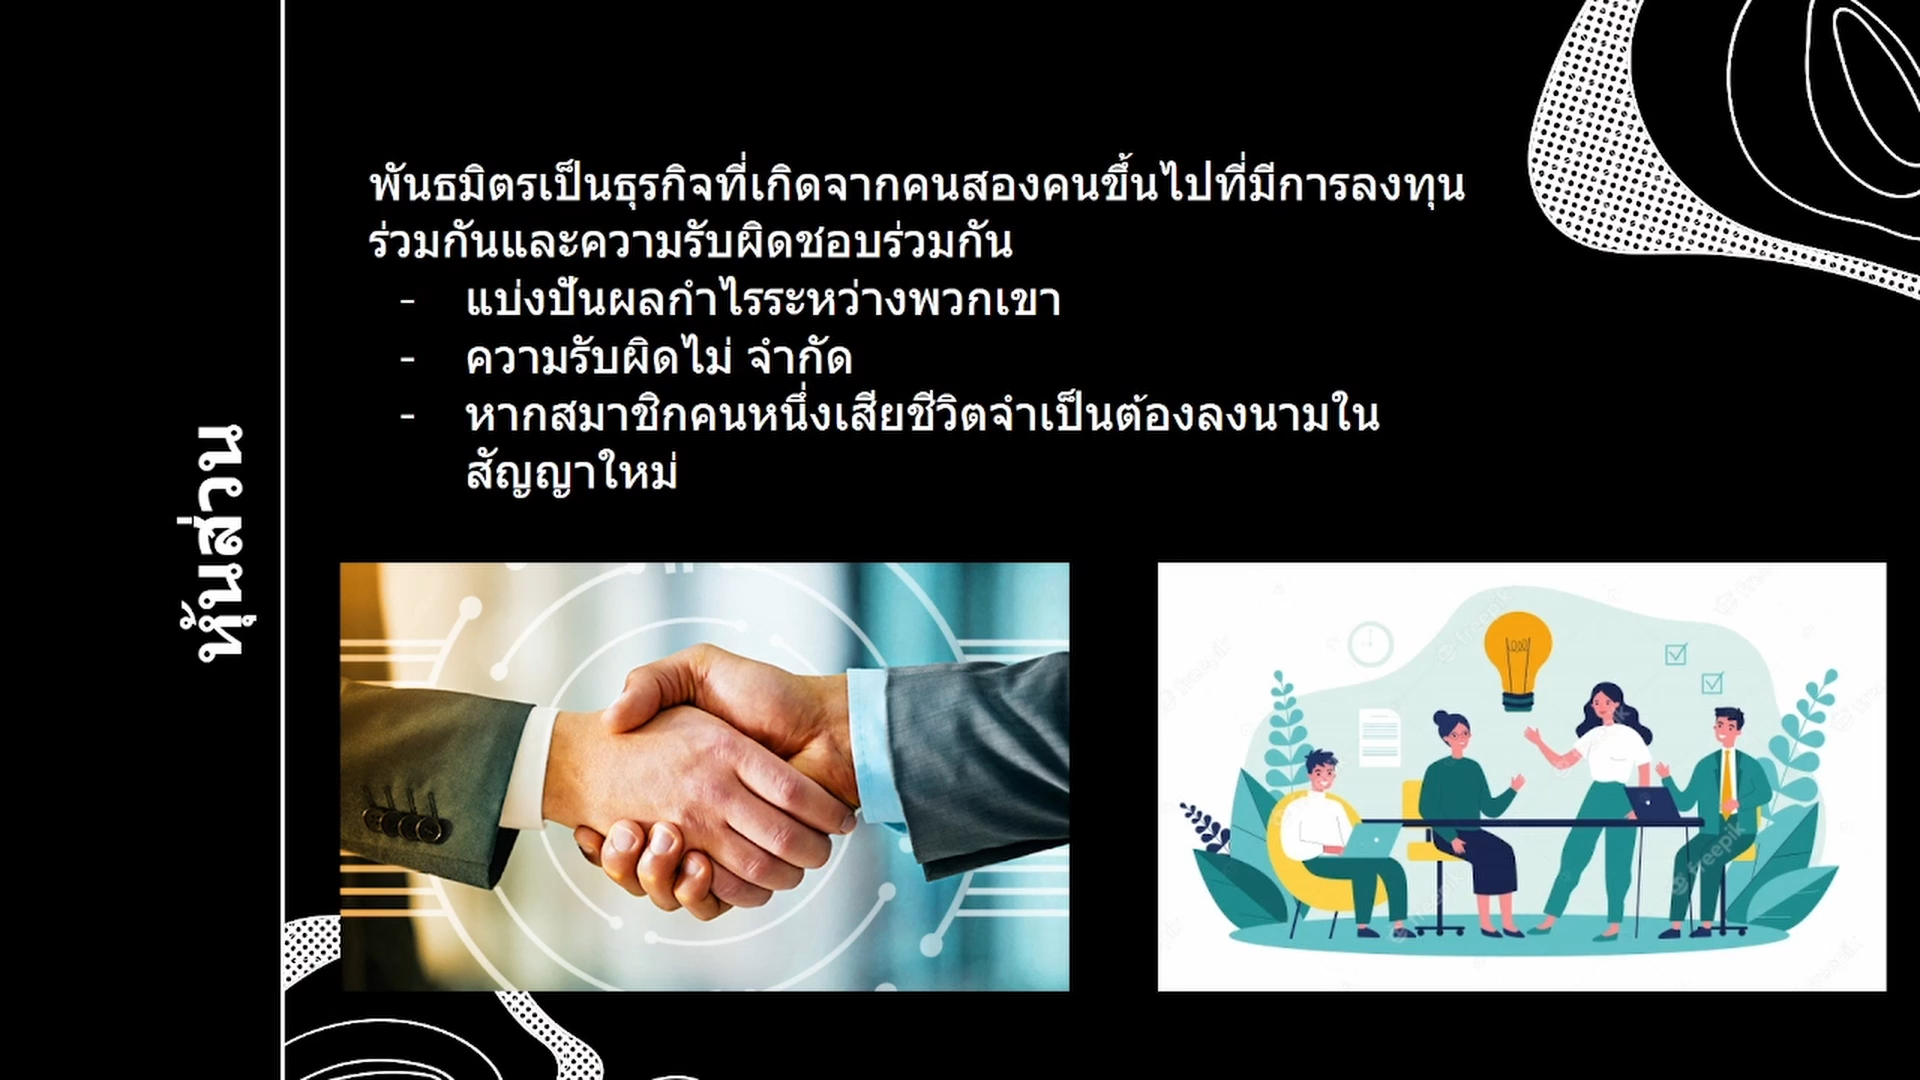 หุ้นส่วน
พันธมิตรเป็นธุรกิจที่เกิดจากคนสองคนขึ้นไปที่มีการลงทุน
ร่วมกันและความรับผิดชอบร่วมกัน
- แบ่งปันผลกำไรระหว่างพวกเขา
- ความรับผิดไม่ จำกัด
- หากสมาชิกคนหนึ่งเสียชีวิตจำเป็นต้องลงนามใน
สัญญาใหม่
freepik